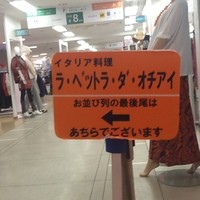 イタリア料理
ラ・ベットラ・ダ・オチアイ
お並び列の最後尾は
←
あちらでございます
8